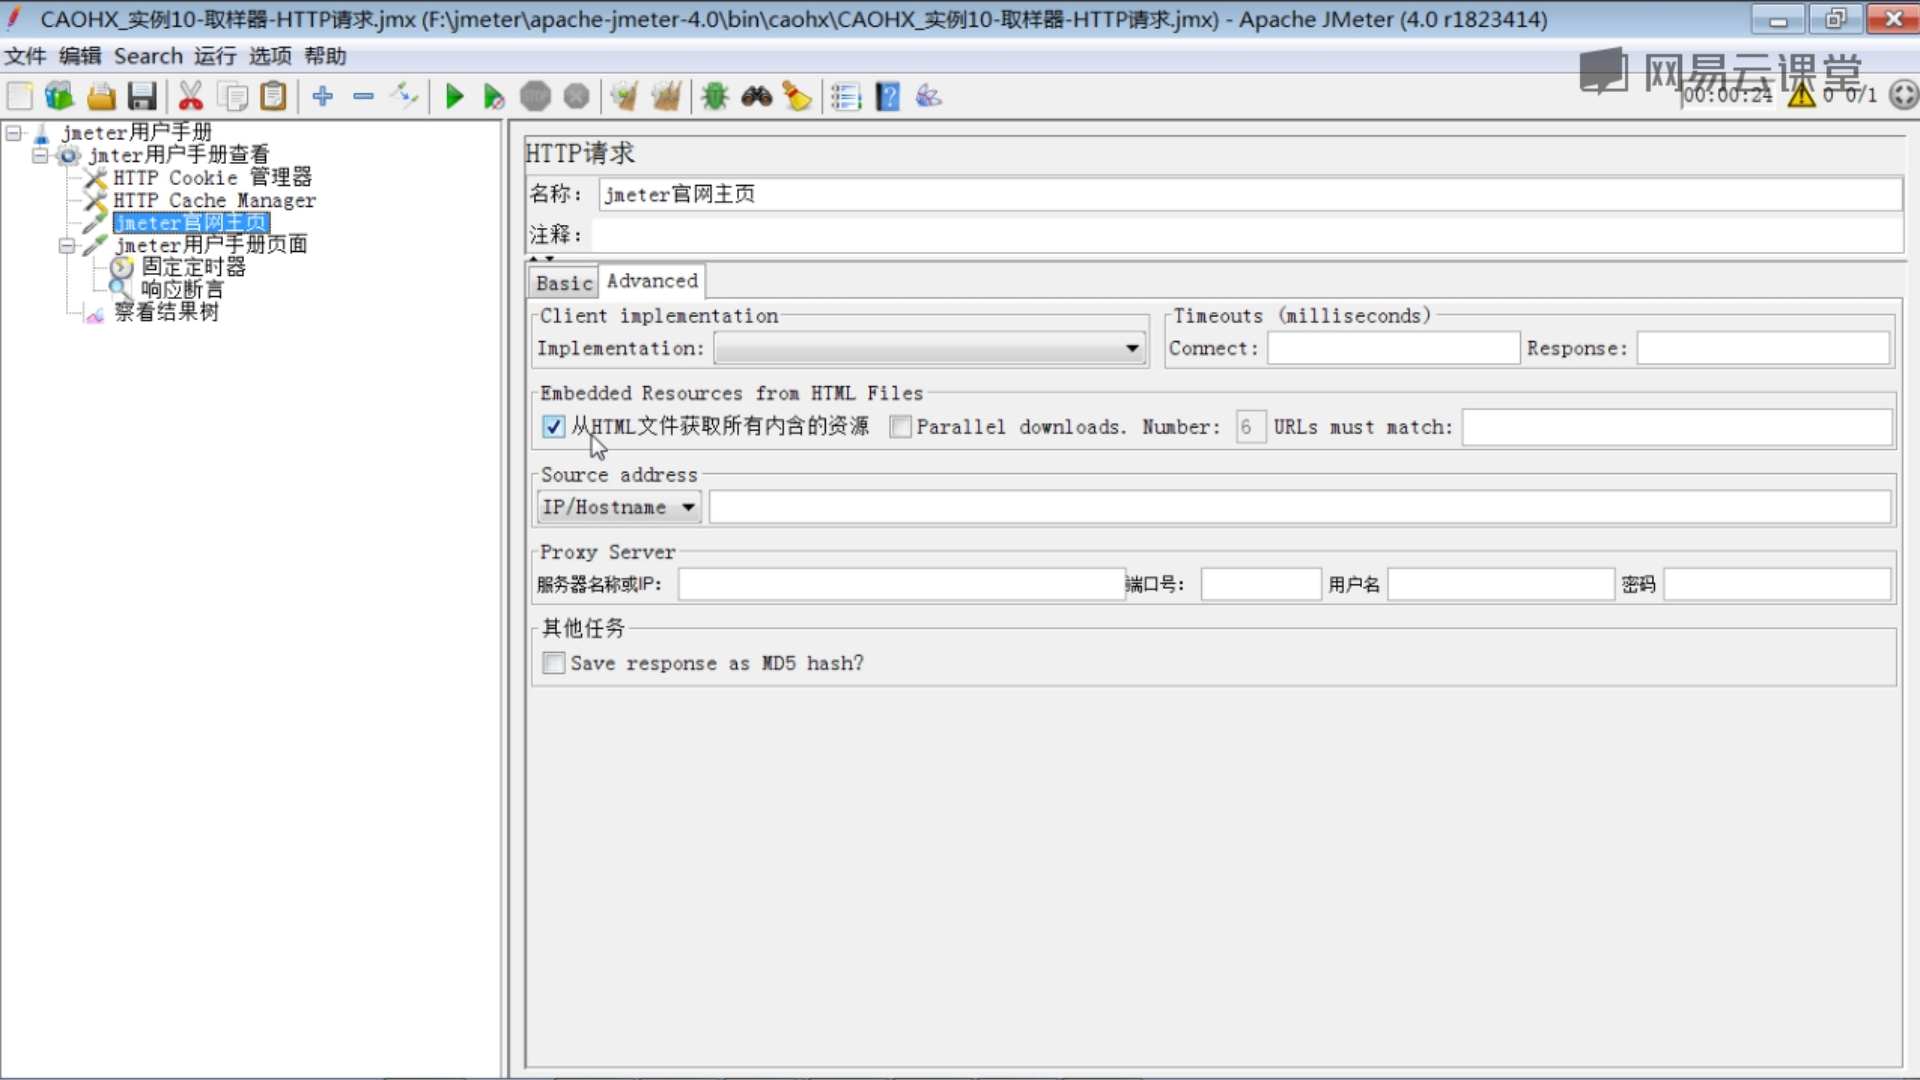 CAOHX_实例10-取样器-HTTP请求.jmx (F:\jmeter\apache-jmeter-4.0\bin\caohx\CAOHX_实例10-取样器-HTTP请求.jmx) - Apache JMeter (4.0 r1823414)
文件 编辑 Search 运行 选项 帮助
网易云课堂
00:00:24 0 0/1
jmeter用户手册
jmter用户手册查看
HTTP Cookie 管理器
HTTP Cache Manager
jmeter官网主页
jmeter用户手册页面
固定定时器
响应断言
察看结果树
HTTP请求
名称： jmeter官网主页
注释：
Basic Advanced
Client implementation Timeouts (milliseconds)
Implementation: Connect: Response:
Embedded Resources from HTML Files
从HTML文件获取所有内含的资源 Parallel downloads. Number: 6 URLs must match:
Source address
IP/Hostname
Proxy Server
服务器名称或IP： 端口号： 用户名 密码
其他任务
Save response as MD5 hash?